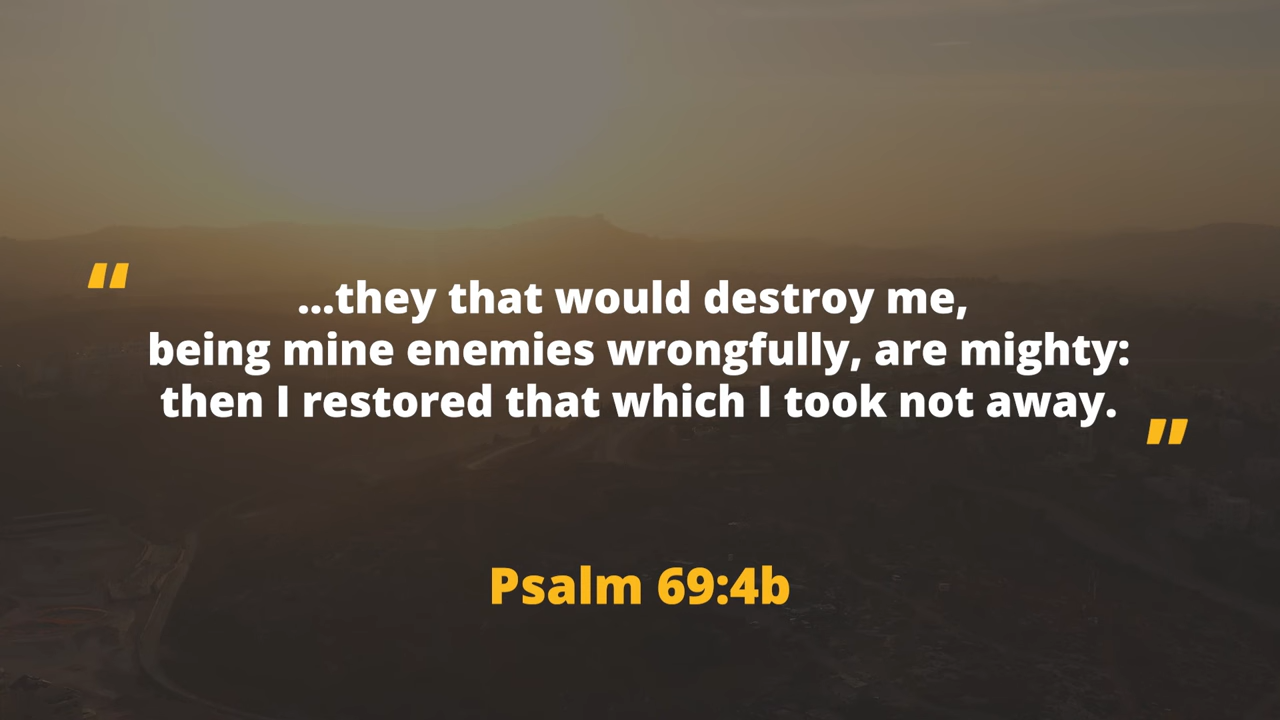 “
...they that would destroy me,
being mine enemies wrongfully, are mighty:
then I restored that which I took not away.
”
Psalm 69:4b